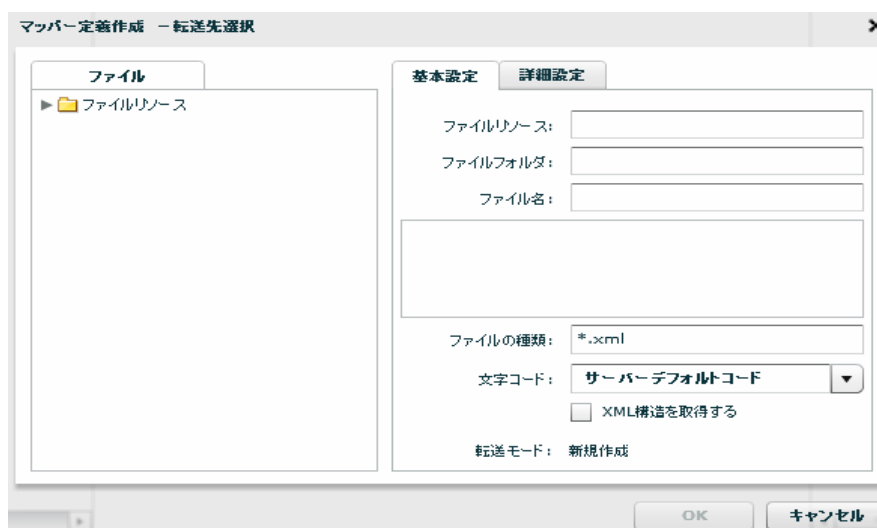 マッパー定義作成 －転送先選択
ファイル
ファイルリソース
基本設定 詳細設定
ファイルリソース:
ファイルフォルダ:
ファイル名:
ファイルの種類: *.xml
文字コード: サーバーデフォルトコード
XML構造を取得する
転送モード: 新規作成
OK キャンセル